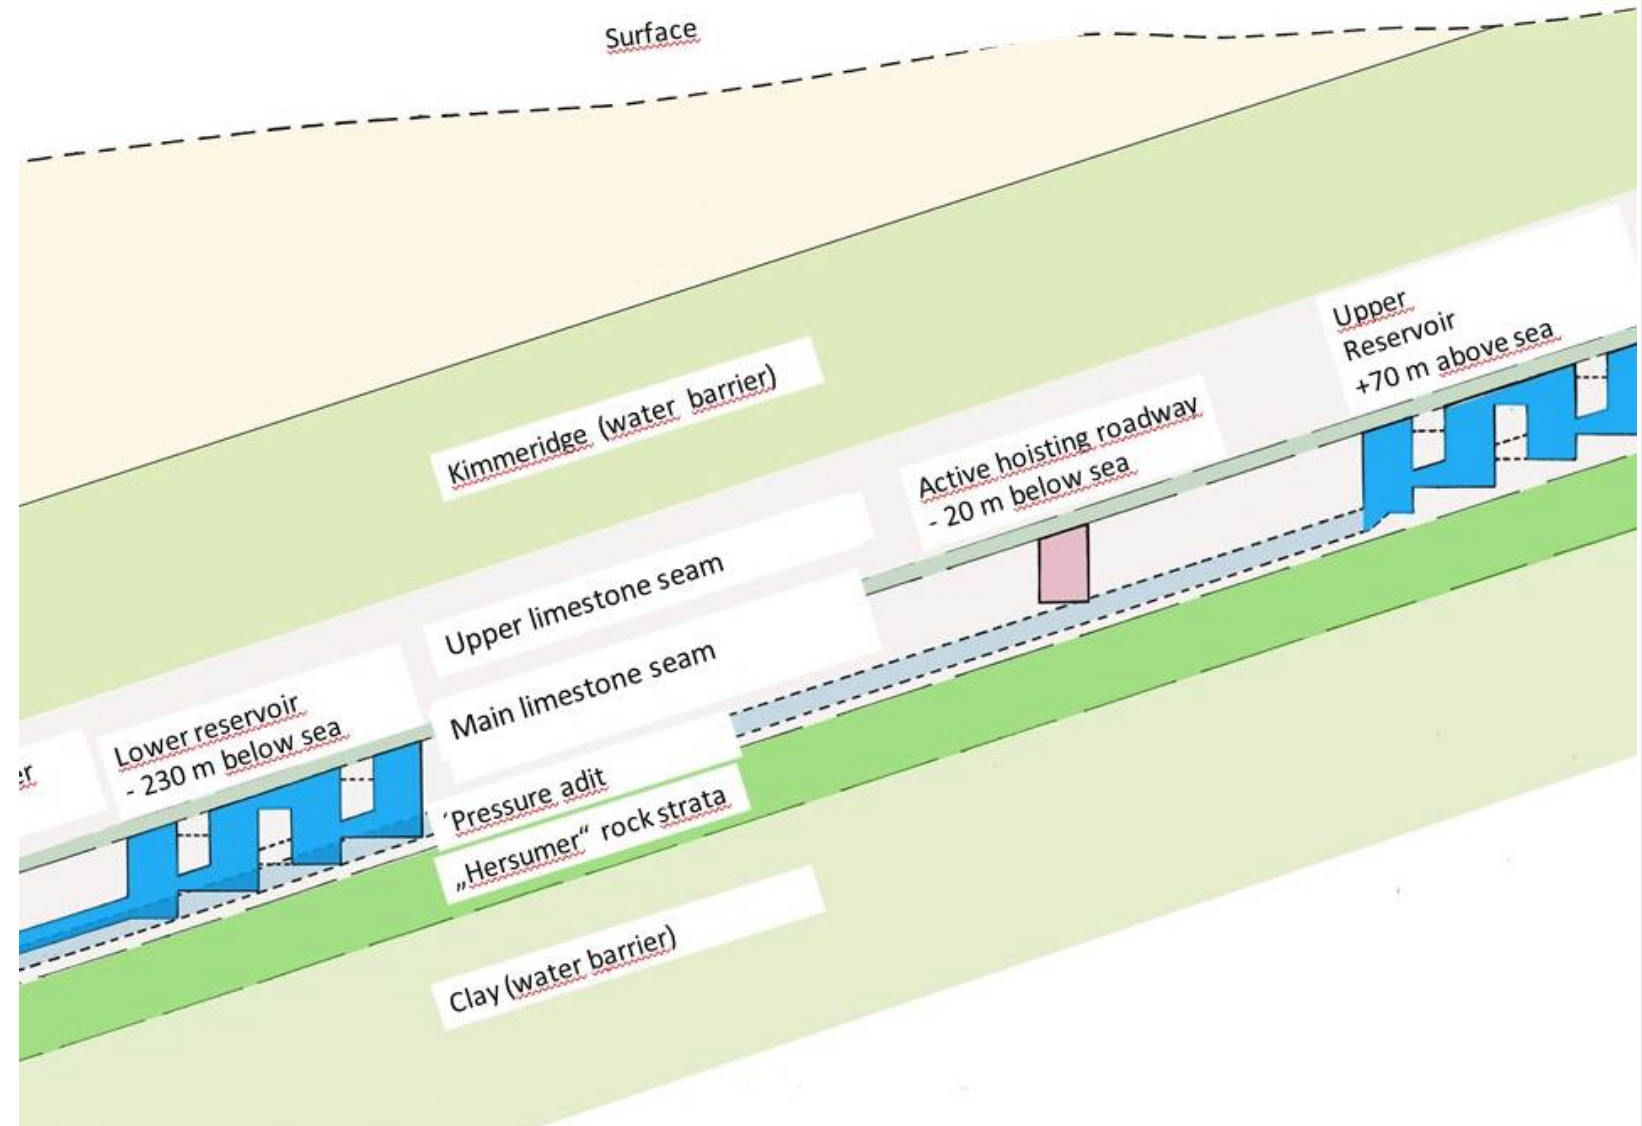 Surface
Upper
Reservoir
+70 m above sea
Kimmeridge (water barrier)
Active hoisting roadway
- 20 m below sea
Upper limestone seam
Main limestone seam
Lower reservoir
- 230 m below sea
er
Pressure adit
„Hersumer“ rock strata
Clay (water barrier)